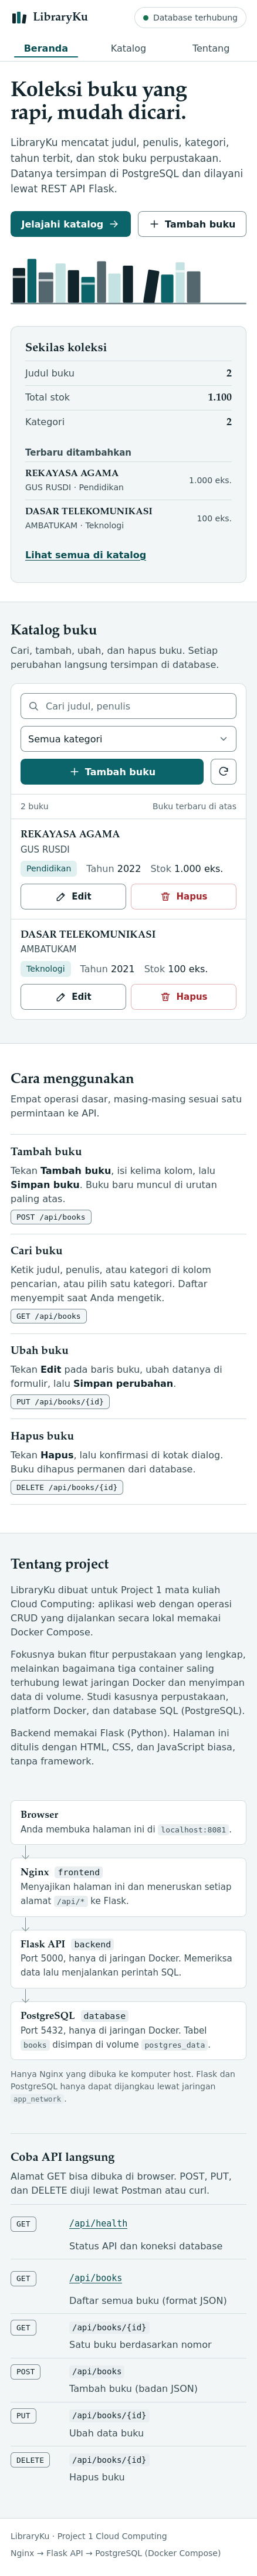 LibraryKu
Database terhubung
Beranda Katalog Tentang
Koleksi buku yang
rapi, mudah dicari.
LibraryKu mencatat judul, penulis, kategori,
tahun terbit, dan stok buku perpustakaan.
Datanya tersimpan di PostgreSQL dan dilayani
lewat REST API Flask.
Jelajahi katalog →
+ Tambah buku
Sekilas koleksi
Judul buku 2
Total stok 1.100
Kategori 2
Terbaru ditambahkan
REKAYASA AGAMA
GUS RUSDI · Pendidikan
1.000 eks.
DASAR TELEKOMUNIKASI
AMBATUKAM · Teknologi
100 eks.
Lihat semua di katalog
Katalog buku
Cari, tambah, ubah, dan hapus buku. Setiap
perubahan langsung tersimpan di database.
Cari judul, penulis
Semua kategori
+ Tambah buku
2 buku Buku terbaru di atas
REKAYASA AGAMA
GUS RUSDI
Pendidikan Tahun 2022 Stok 1.000 eks.
Edit Hapus
DASAR TELEKOMUNIKASI
AMBATUKAM
Teknologi Tahun 2021 Stok 100 eks.
Edit Hapus
Cara menggunakan
Empat operasi dasar, masing-masing sesuai satu
permintaan ke API.
Tambah buku
Tekan Tambah buku, isi kelima kolom, lalu
Simpan buku. Buku baru muncul di urutan
paling atas.
POST /api/books
Cari buku
Ketik judul, penulis, atau kategori di kolom
pencarian, atau pilih satu kategori. Daftar
menyempit saat Anda mengetik.
GET /api/books
Ubah buku
Tekan Edit pada baris buku, ubah datanya di
formulir, lalu Simpan perubahan.
PUT /api/books/{id}
Hapus buku
Tekan Hapus, lalu konfirmasi di kotak dialog.
Buku dihapus permanen dari database.
DELETE /api/books/{id}
Tentang project
LibraryKu dibuat untuk Project 1 mata kuliah
Cloud Computing: aplikasi web dengan operasi
CRUD yang dijalankan secara lokal memakai
Docker Compose.
Fokusnya bukan fitur perpustakaan yang lengkap,
melainkan bagaimana tiga container saling
terhubung lewat jaringan Docker dan menyimpan
data di volume. Studi kasusnya perpustakaan,
platform Docker, dan database SQL (PostgreSQL).
Backend memakai Flask (Python). Halaman ini
ditulis dengan HTML, CSS, dan JavaScript biasa,
tanpa framework.
Browser
Anda membuka halaman ini di localhost:8081.
Nginx frontend
Menyajikan halaman ini dan meneruskan setiap
alamat /api/* ke Flask.
Flask API backend
Port 5000, hanya di jaringan Docker. Memeriksa
data lalu menjalankan perintah SQL.
PostgreSQL database
Port 5432, hanya di jaringan Docker. Tabel
books disimpan di volume postgres_data.
Hanya Nginx yang dibuka ke komputer host. Flask dan
PostgreSQL hanya dapat dijangkau lewat jaringan
app_network.
Coba API langsung
Alamat GET bisa dibuka di browser. POST, PUT,
dan DELETE diuji lewat Postman atau curl.
GET /api/health
Status API dan koneksi database
GET /api/books
Daftar semua buku (format JSON)
GET /api/books/{id}
Satu buku berdasarkan nomor
POST /api/books
Tambah buku (badan JSON)
PUT /api/books/{id}
Ubah data buku
DELETE /api/books/{id}
Hapus buku
LibraryKu · Project 1 Cloud Computing
Nginx → Flask API → PostgreSQL (Docker Compose)